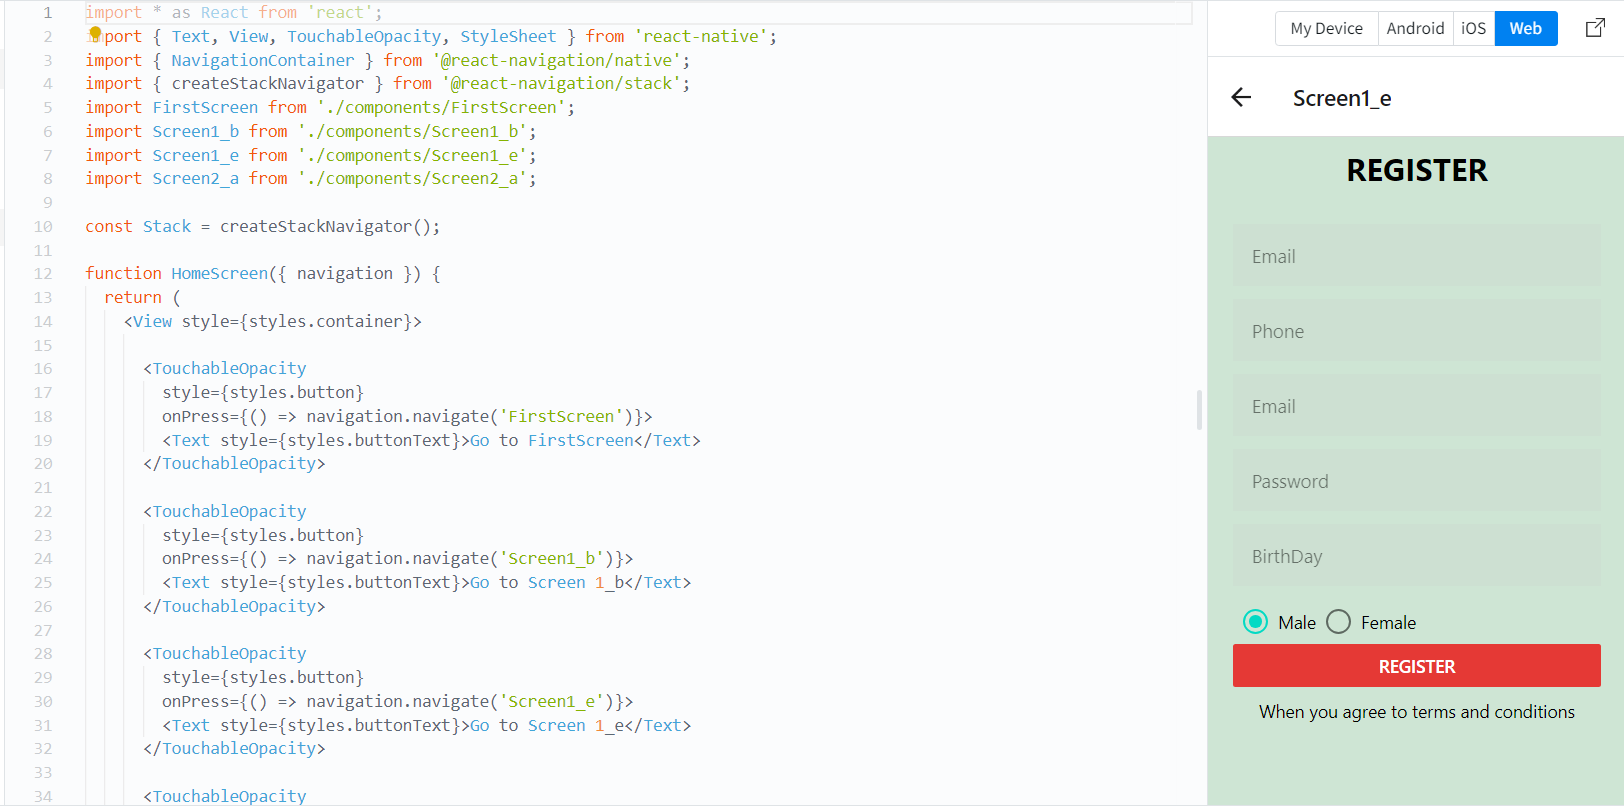 1 import * as React from 'react';
2 import { Text, View, TouchableOpacity, StyleSheet } from 'react-native';
3 import { NavigationContainer } from '@react-navigation/native';
4 import { createStackNavigator } from '@react-navigation/stack';
5 import FirstScreen from './components/FirstScreen';
6 import Screen1_b from './components/Screen1_b';
7 import Screen1_e from './components/Screen1_e';
8 import Screen2_a from './components/Screen2_a';
9
10 const Stack = createStackNavigator();
11
12 function HomeScreen({ navigation }) {
13 return (
14 <View style={styles.container}>
15
16 <TouchableOpacity
17 style={styles.button}
18 onPress={() => navigation.navigate('FirstScreen')}>
19 <Text style={styles.buttonText}>Go to FirstScreen</Text>
20 </TouchableOpacity>
21
22 <TouchableOpacity
23 style={styles.button}
24 onPress={() => navigation.navigate('Screen1_b')}>
25 <Text style={styles.buttonText}>Go to Screen 1_b</Text>
26 </TouchableOpacity>
27
28 <TouchableOpacity
29 style={styles.button}
30 onPress={() => navigation.navigate('Screen1_e')}>
31 <Text style={styles.buttonText}>Go to Screen 1_e</Text>
32 </TouchableOpacity>
33
34 <TouchableOpacity
My Device Android iOS Web
Screen1_e
REGISTER
Email
Phone
Email
Password
BirthDay
Male Female
REGISTER
When you agree to terms and conditions